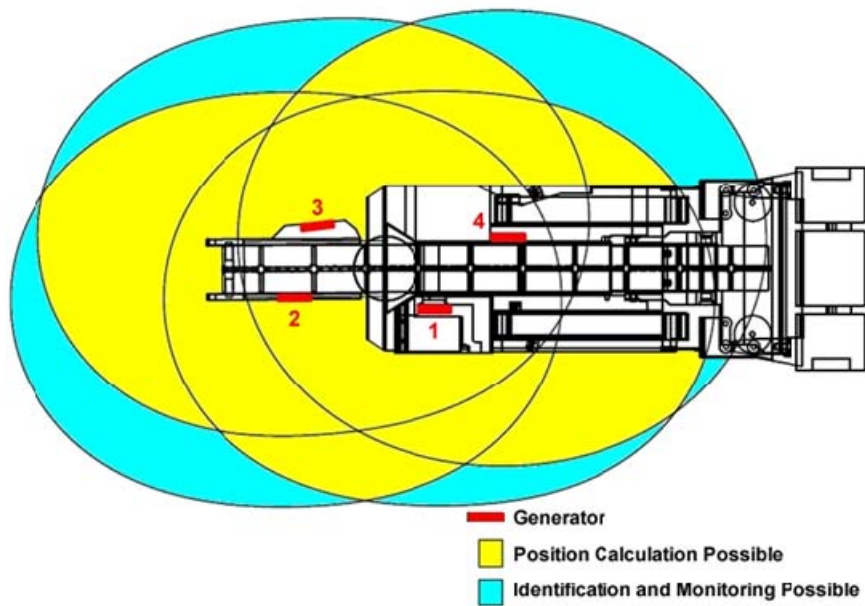 3
4
2
1
Generator
Position Calculation Possible
Identification and Monitoring Possible